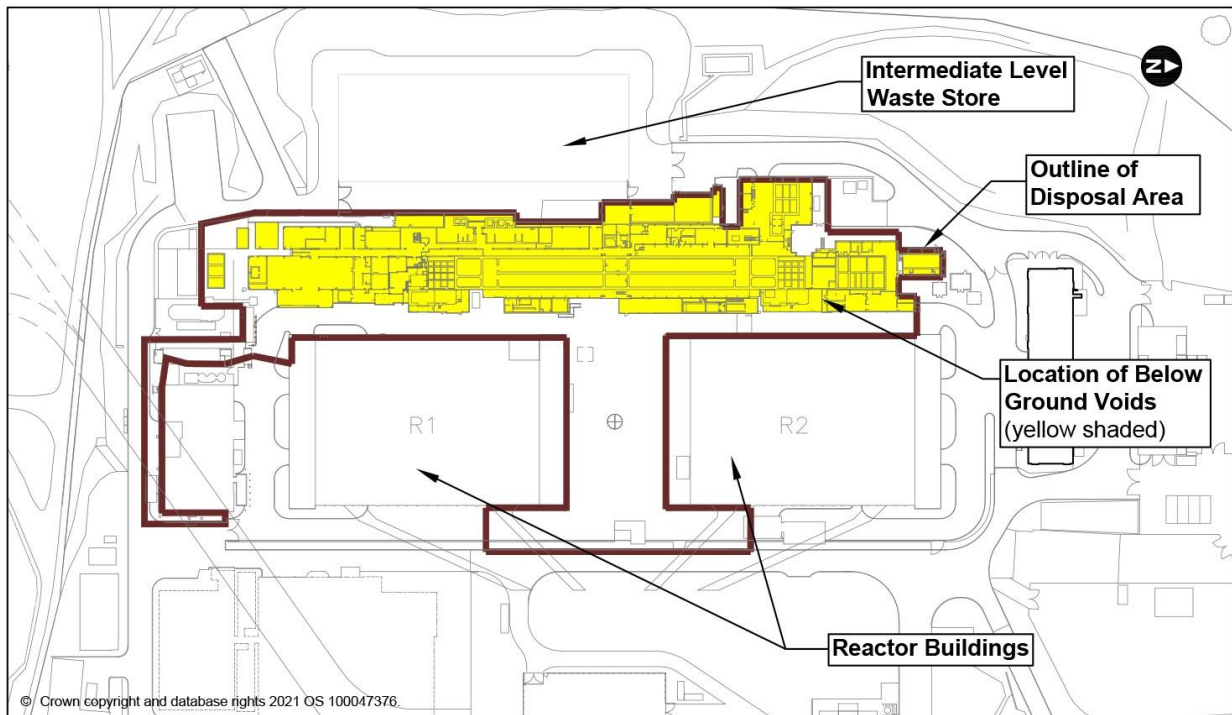 Intermediate Level
Waste Store
N
Outline of
Disposal Area
Location of Below
Ground Voids
(yellow shaded)
R1
R2
Reactor Buildings
© Crown copyright and database rights 2021 OS 100047376.